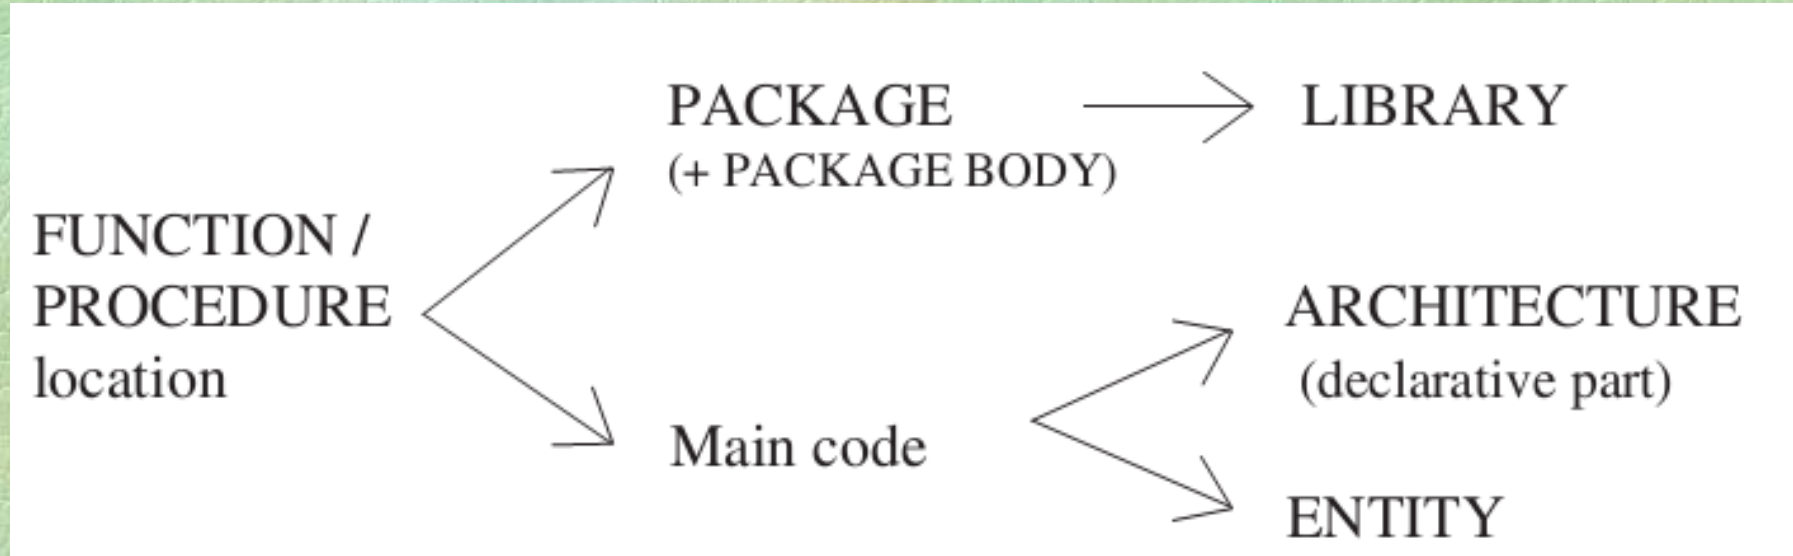 FUNCTION /
PROCEDURE
location
PACKAGE
(+ PACKAGE BODY)
LIBRARY
Main code
ARCHITECTURE
(declarative part)
ENTITY